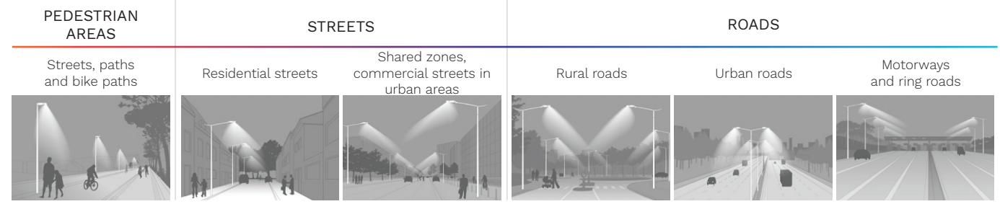 PEDESTRIAN
AREAS
STREETS
ROADS
Streets, paths
and bike paths
Residential streets
Shared zones,
commercial streets in
urban areas
Rural roads
Urban roads
Motorways
and ring roads